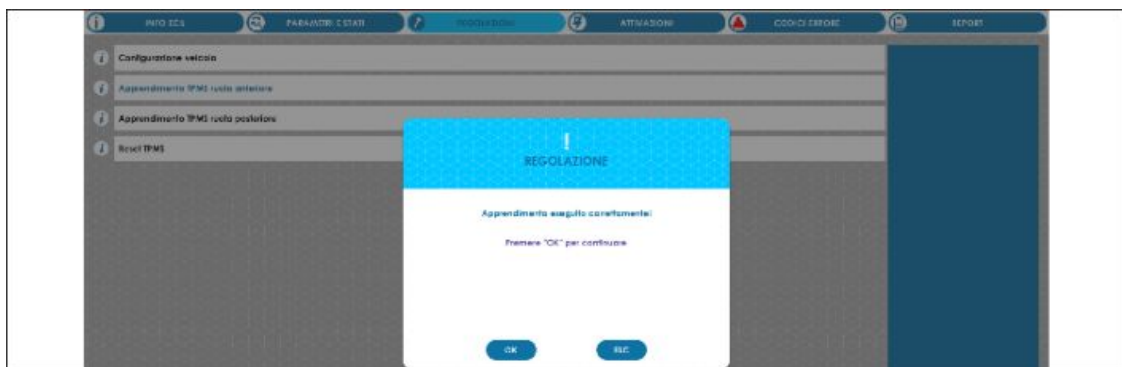 INFO ECU
PARAMETRI E STATI
REGOLAZIONI
ATTIVAZIONI
CODICI ERRORE
REPORT
Configurazione veicolo
Apprendimento TPMS ruota anteriore
Apprendimento TPMS ruota posteriore
Reset TPMS
!
REGOLAZIONE
Apprendimento eseguito correttamente!
Premere "OK" per continuare
OK
ESC